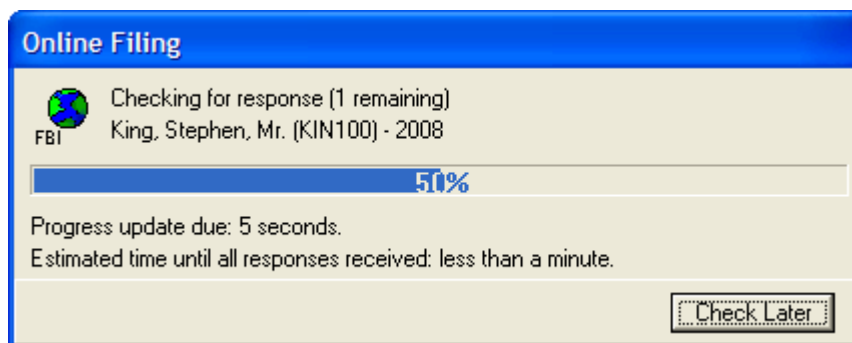 Online Filing
Checking for response (1 remaining)
FBI
King, Stephen, Mr. (KIN100) - 2008
50%
Progress update due: 5 seconds.
Estimated time until all responses received: less than a minute.
Check Later